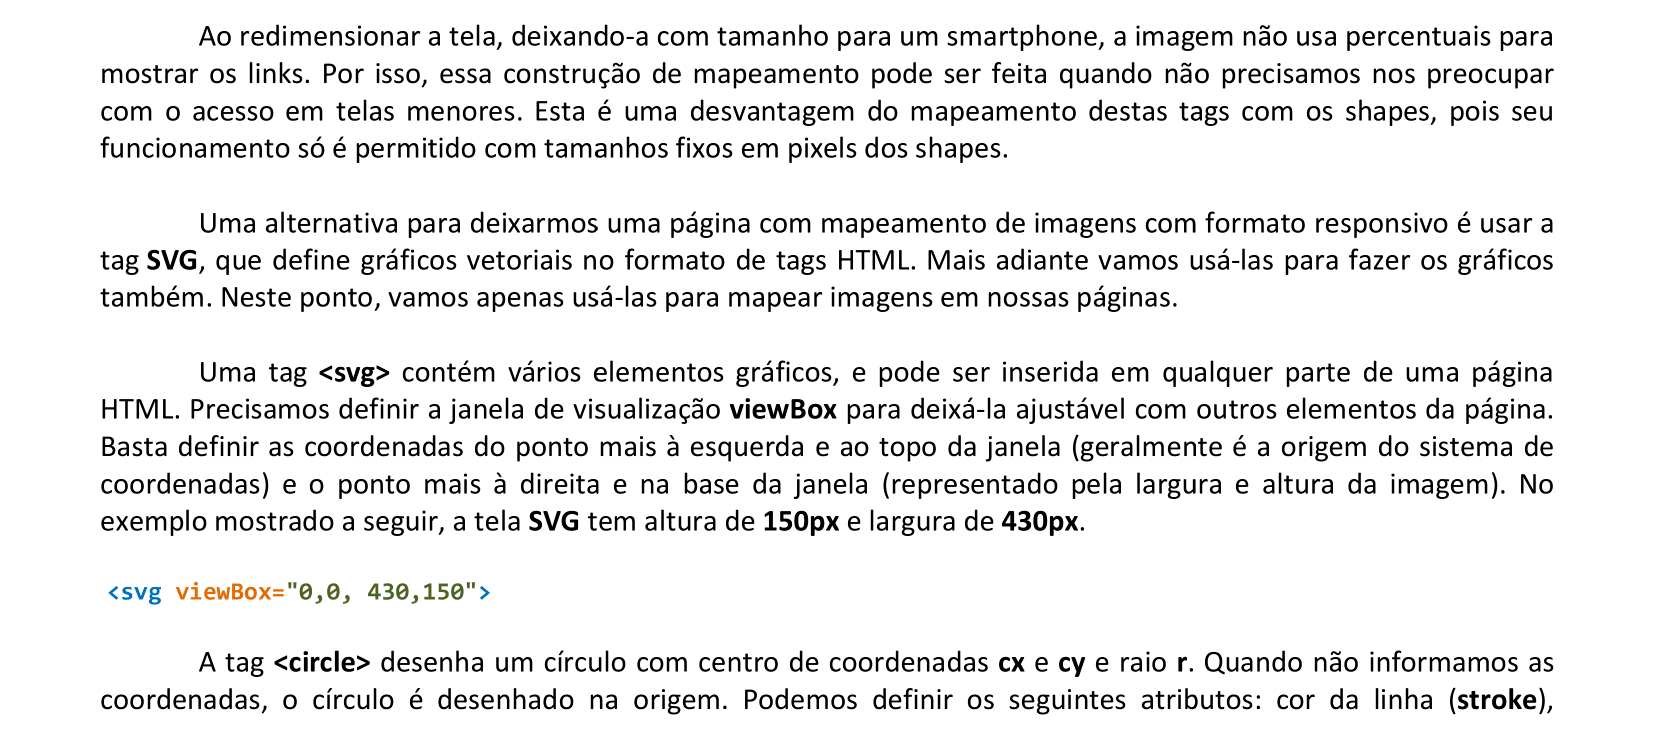 Ao redimensionar a tela, deixando-a com tamanho para um smartphone, a imagem não usa percentuais para
mostrar os links. Por isso, essa construção de mapeamento pode ser feita quando não precisamos nos preocupar
com o acesso em telas menores. Esta é uma desvantagem do mapeamento destas tags com os shapes, pois seu
funcionamento só é permitido com tamanhos fixos em pixels dos shapes.
Uma alternativa para deixarmos uma página com mapeamento de imagens com formato responsivo é usar a
tag SVG, que define gráficos vetoriais no formato de tags HTML. Mais adiante vamos usá-las para fazer os gráficos
também. Neste ponto, vamos apenas usá-las para mapear imagens em nossas páginas.
Uma tag <svg> contém vários elementos gráficos, e pode ser inserida em qualquer parte de uma página
HTML. Precisamos definir a janela de visualização viewBox para deixá-la ajustável com outros elementos da página.
Basta definir as coordenadas do ponto mais à esquerda e ao topo da janela (geralmente é a origem do sistema de
coordenadas) e o ponto mais à direita e na base da janela (representado pela largura e altura da imagem). No
exemplo mostrado a seguir, a tela SVG tem altura de 150px e largura de 430px.
<svg viewBox="0,0, 430,150">
A tag <circle> desenha um círculo com centro de coordenadas cx e cy e raio r. Quando não informamos as
coordenadas, o círculo é desenhado na origem. Podemos definir os seguintes atributos: cor da linha (stroke),